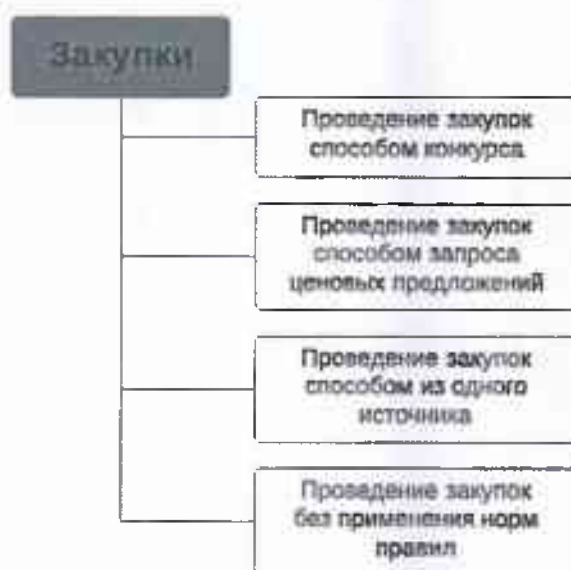 Закупки
Проведение закупок
способом конкурса
Проведение закупок
способом запроса
ценовых предложений
Проведение закупок
способом из одного
источника
Проведение закупок
без применения норм
правил